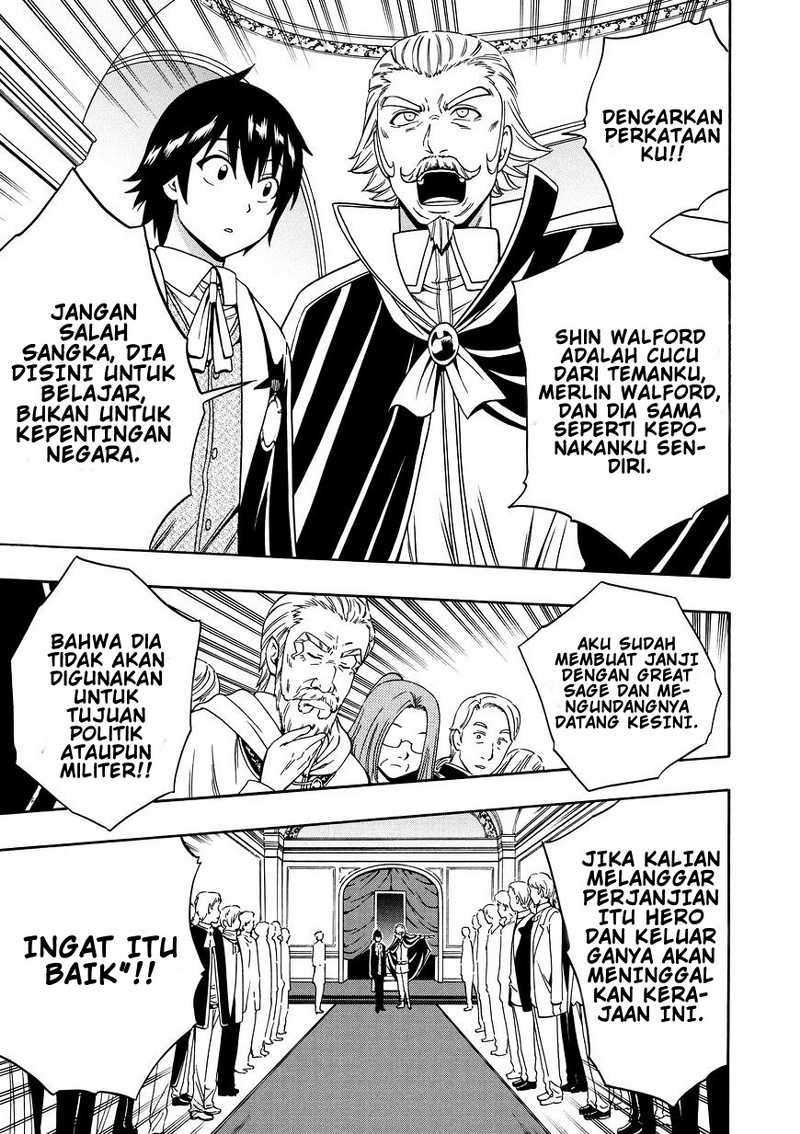 DENGARKAN
PERKATAAN
KU!!
SHIN WALFORD
ADALAH CUCU
DARI TEMANKU,
MERLIN WALFORD,
DAN DIA SAMA
SEPERTI KEPO-
NAKANKU SEN-
DIRI.
JANGAN
SALAH
SANGKA, DIA
DISINI UNTUK
BELAJAR,
BUKAN UNTUK
KEPENTINGAN
NEGARA.
AKU SUDAH
MEMBUAT JANJI
DENGAN GREAT
SAGE DAN ME-
NGUNDANGNYA
DATANG KESINI.
BAHWA DIA
TIDAK AKAN
DIGUNAKAN
UNTUK
TUJUAN
POLITIK
ATAUPUN
MILITER!!
JIKA KALIAN
MELANGGAR
PERJANJIAN
ITU HERO
DAN KELUAR
GANYA AKAN
MENINGGAL
KAN KERA-
JAAN INI.
INGAT ITU
BAIK"!!